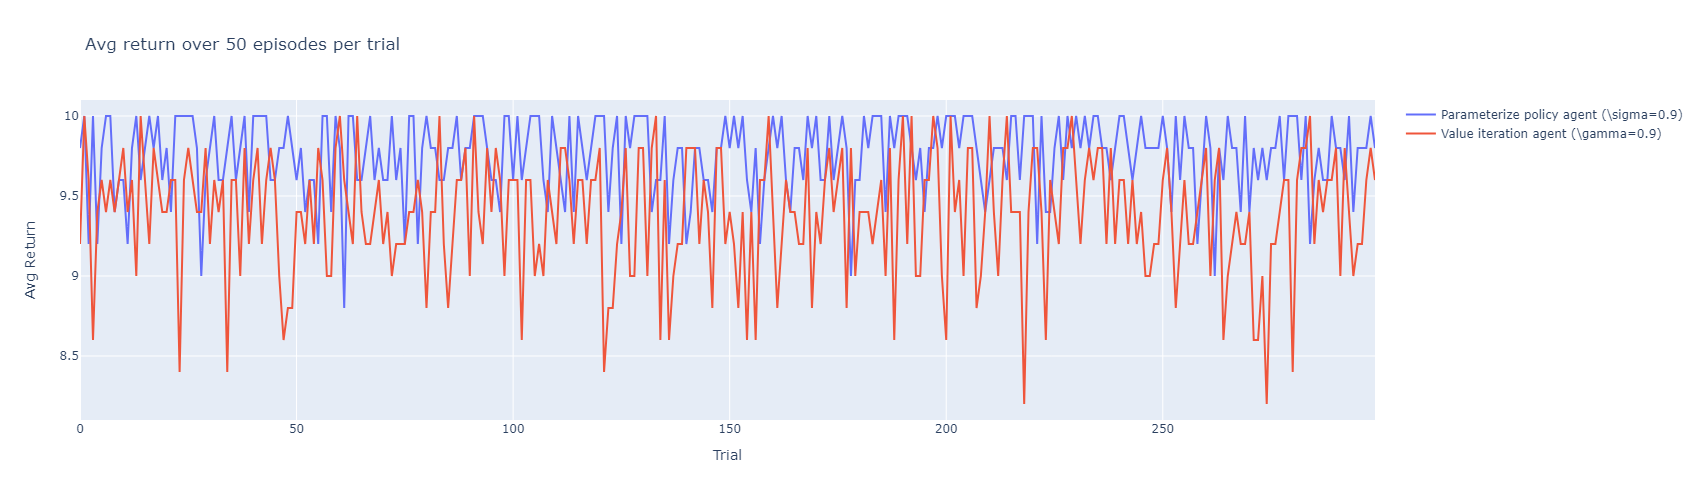 Avg return over 50 episodes per trial
10
9.5
9
8.5
Avg Return
0 50 100 150 200 250
Trial
Parameterize policy agent (\sigma=0.9)
Value iteration agent (\gamma=0.9)